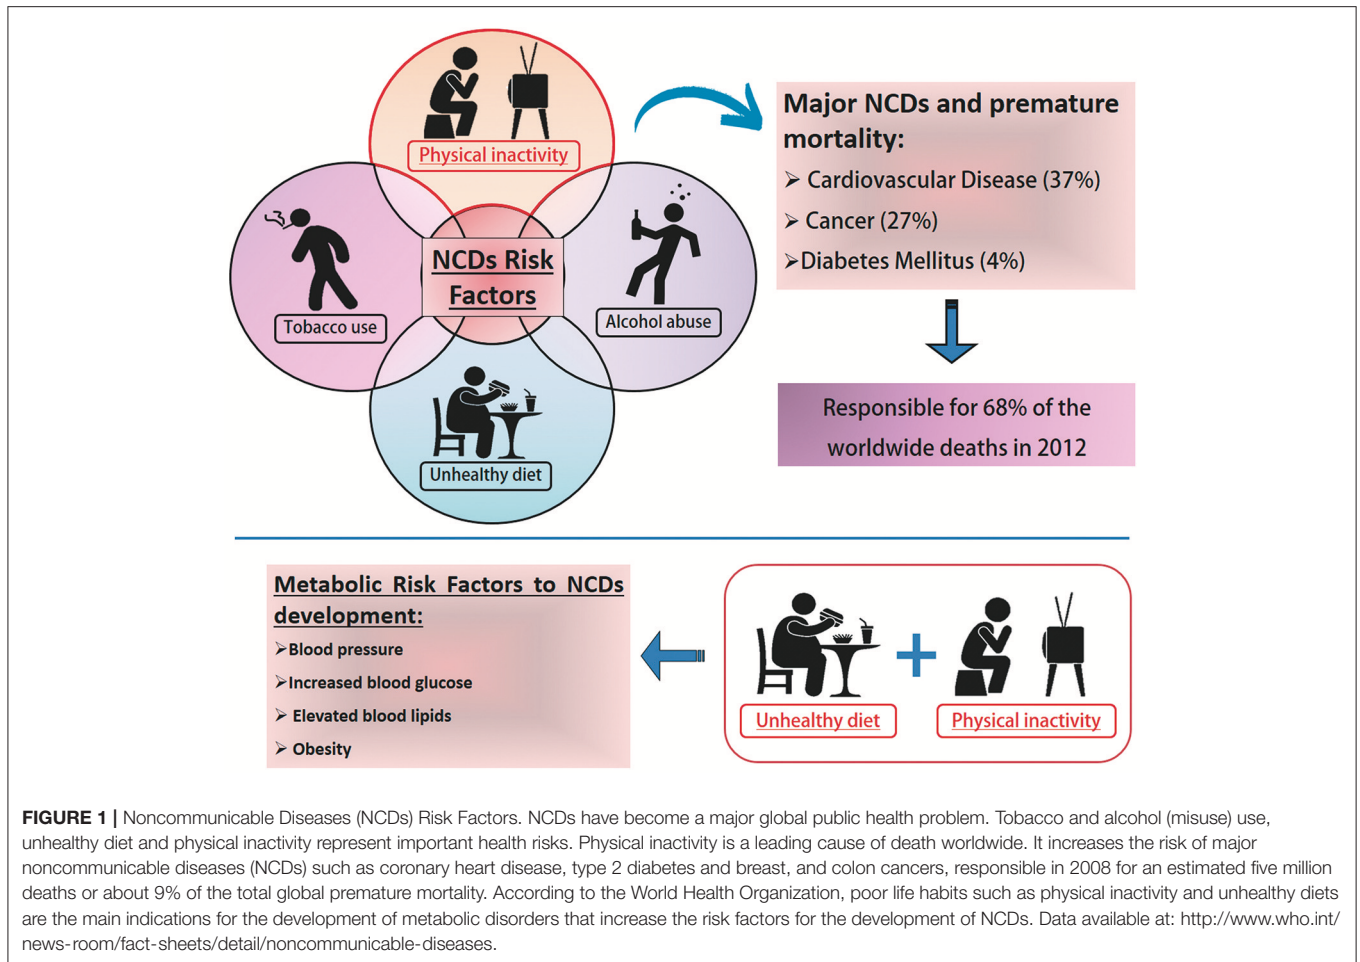 Physical inactivity
Tobacco use
NCDs Risk
Factors
Alcohol abuse
Unhealthy diet
Major NCDs and premature
mortality:
➢ Cardiovascular Disease (37%)
➢ Cancer (27%)
➢Diabetes Mellitus (4%)
Responsible for 68% of the
worldwide deaths in 2012
Metabolic Risk Factors to NCDs
development:
➢Blood pressure
➢Increased blood glucose
➢ Elevated blood lipids
➢ Obesity
Unhealthy diet
Physical inactivity
FIGURE 1 | Noncommunicable Diseases (NCDs) Risk Factors. NCDs have become a major global public health problem. Tobacco and alcohol (misuse) use,
unhealthy diet and physical inactivity represent important health risks. Physical inactivity is a leading cause of death worldwide. It increases the risk of major
noncommunicable diseases (NCDs) such as coronary heart disease, type 2 diabetes and breast, and colon cancers, responsible in 2008 for an estimated five million
deaths or about 9% of the total global premature mortality. According to the World Health Organization, poor life habits such as physical inactivity and unhealthy diets
are the main indications for the development of metabolic disorders that increase the risk factors for the development of NCDs. Data available at: http://www.who.int/
news-room/fact-sheets/detail/noncommunicable-diseases.